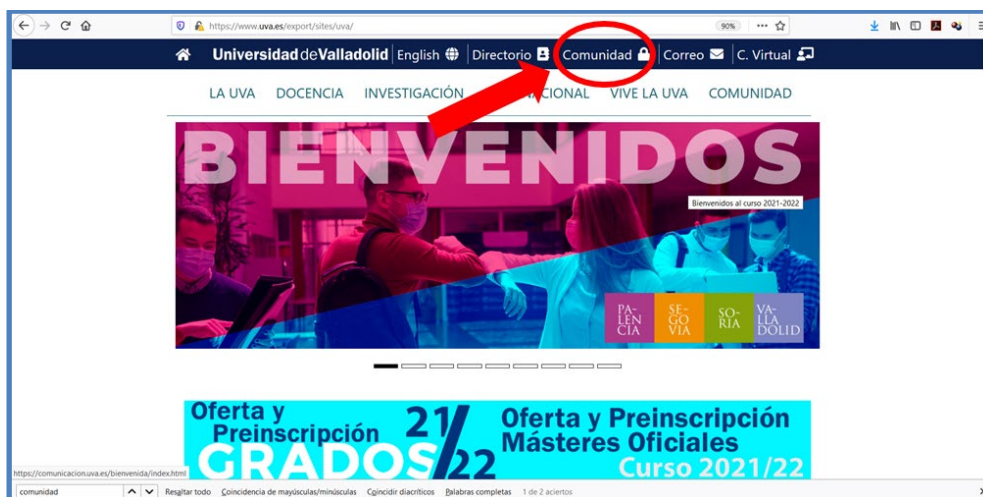 https://www.uva.es/export/sites/uva/
90%
Universidad de Valladolid English Directorio Comunidad Correo C. Virtual
LA UVA DOCENCIA INVESTIGACIÓN NACIONAL VIVE LA UVA COMUNIDAD
BIENVENIDOS
Bienvenidos al curso 2021-2022
PA-
LEN
CIA
SE-
GO
VIA
SO-
RIA
VA-
LLA
DOLID
Oferta y
Preinscripción
GRADOS
21/22
Oferta y Preinscripción
Másteres Oficiales
Curso 2021/22
https://comunicacion.uva.es/bienvenida/index.html
comunidad Resaltar todo Coincidencia de mayúsculas/minúsculas Coincidir diacríticos Palabras completas 1 de 2 aciertos